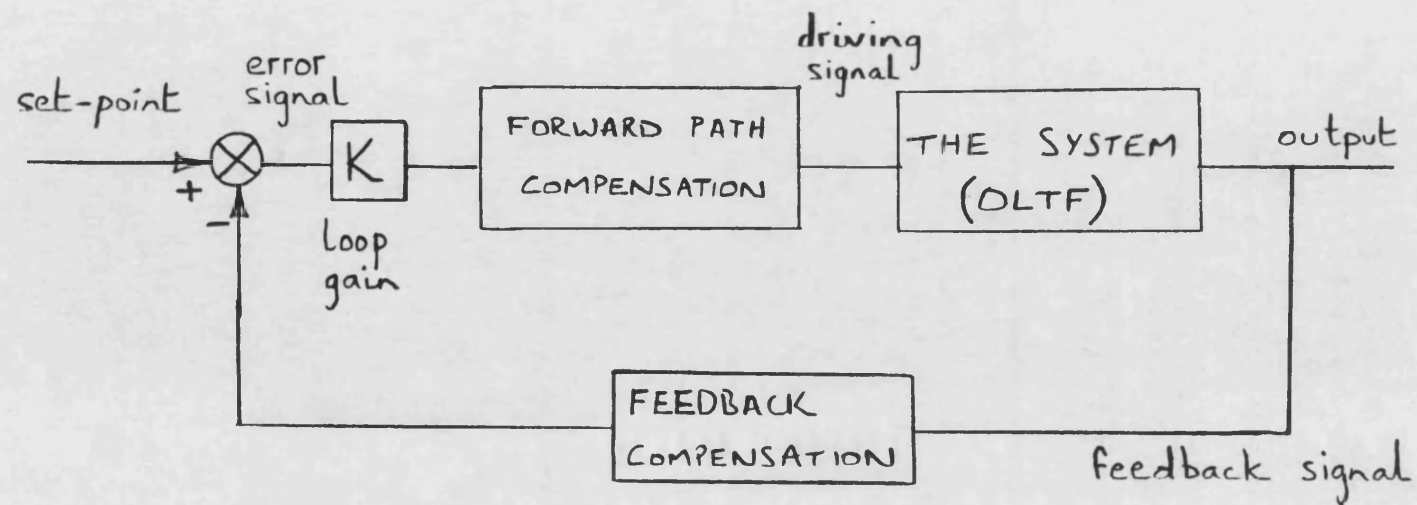 set-point
error
signal
+
-
K
loop
gain
FORWARD PATH
COMPENSATION
driving
signal
THE SYSTEM
(OLTF)
output
FEEDBACK
COMPENSATION
feedback signal